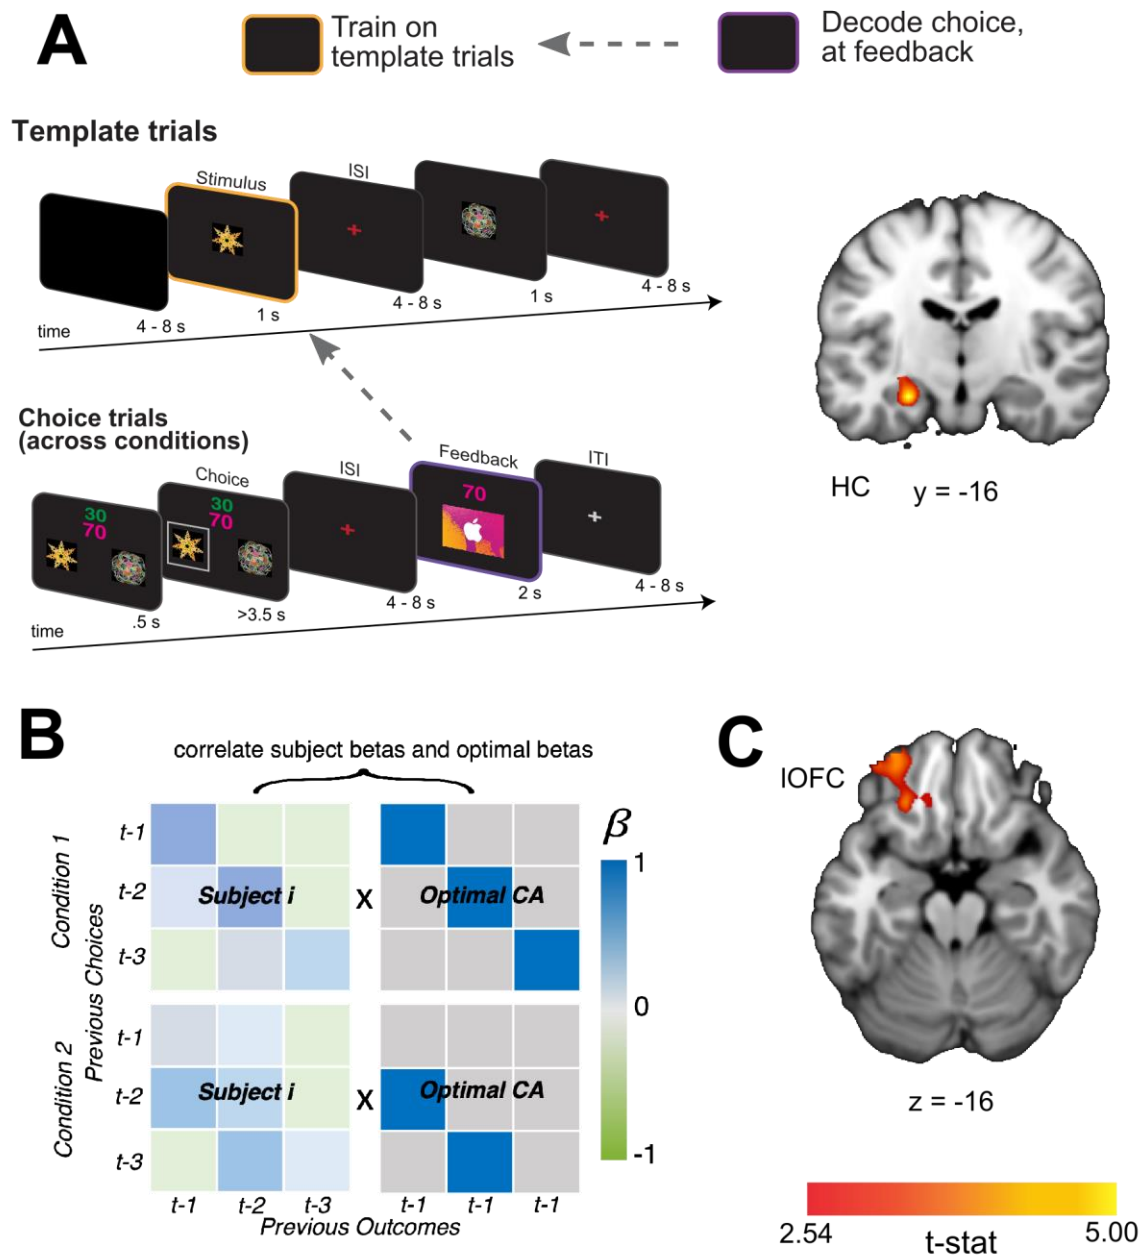 A
Train on
template trials
Decode choice,
at feedback
Template trials
Stimulus
ISI
4 - 8 s
1 s
4 - 8 s
1 s
4 - 8 s
time
Choice trials
(across conditions)
Choice
ISI
Feedback
ITI
30
70
30
70
70
.5 s
>3.5 s
4 - 8 s
2 s
4 - 8 s
time
HC y = -16
B
correlate subject betas and optimal betas
Condition 1
Condition 2
Previous Choices
t-1
t-2
t-3
Subject i
X
Optimal CA
t-1
t-2
t-3
Subject i
X
Optimal CA
t-1 t-2 t-3
t-1 t-1 t-1
Previous Outcomes
β
1
0
-1
C
lOFC
z = -16
2.54
5.00
t-stat